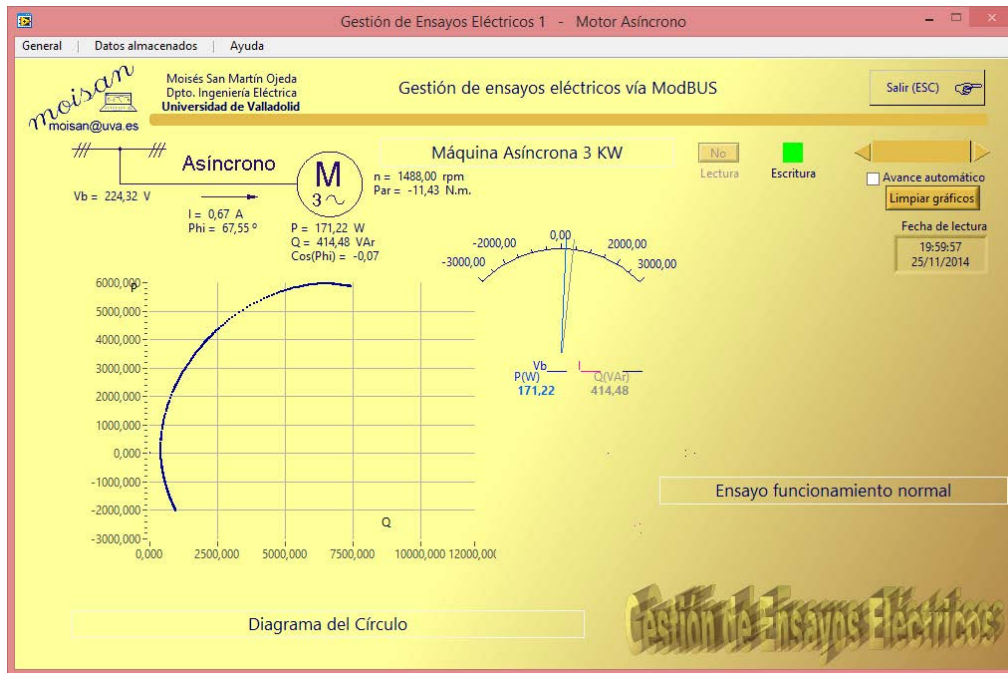 Gestión de Ensayos Eléctricos 1 - Motor Asíncrono
General | Datos almacenados | Ayuda
moisan
moisan@uva.es
Moisés San Martín Ojeda
Dpto. Ingeniería Eléctrica
Universidad de Valladolid
Gestión de ensayos eléctricos vía ModBUS
Salir (ESC)
Asíncrono
M
3
Máquina Asíncrona 3 KW
Vb = 224,32 V
I = 0,67 A
Phi = 67,55 º
n = 1488,00 rpm
Par = -11,43 N.m.
P = 171,22 W
Q = 414,48 VAr
Cos(Phi) = -0,07
No
Lectura
Escritura
Avance automático
Limpiar gráficos
Fecha de lectura
19:59:57
25/11/2014
-3000,00
-2000,00
0,00
2000,00
3000,00
Vb
I
P(W)
Q(VAr)
171,22
414,48
P
6000,000
5000,000
4000,000
3000,000
2000,000
1000,000
0,000
-1000,000
-2000,000
-3000,000
Q
0,000 2500,000 5000,000 7500,000 10000,000 12000,000
Ensayo funcionamiento normal
Diagrama del Círculo
Gestión de Ensayos Eléctricos